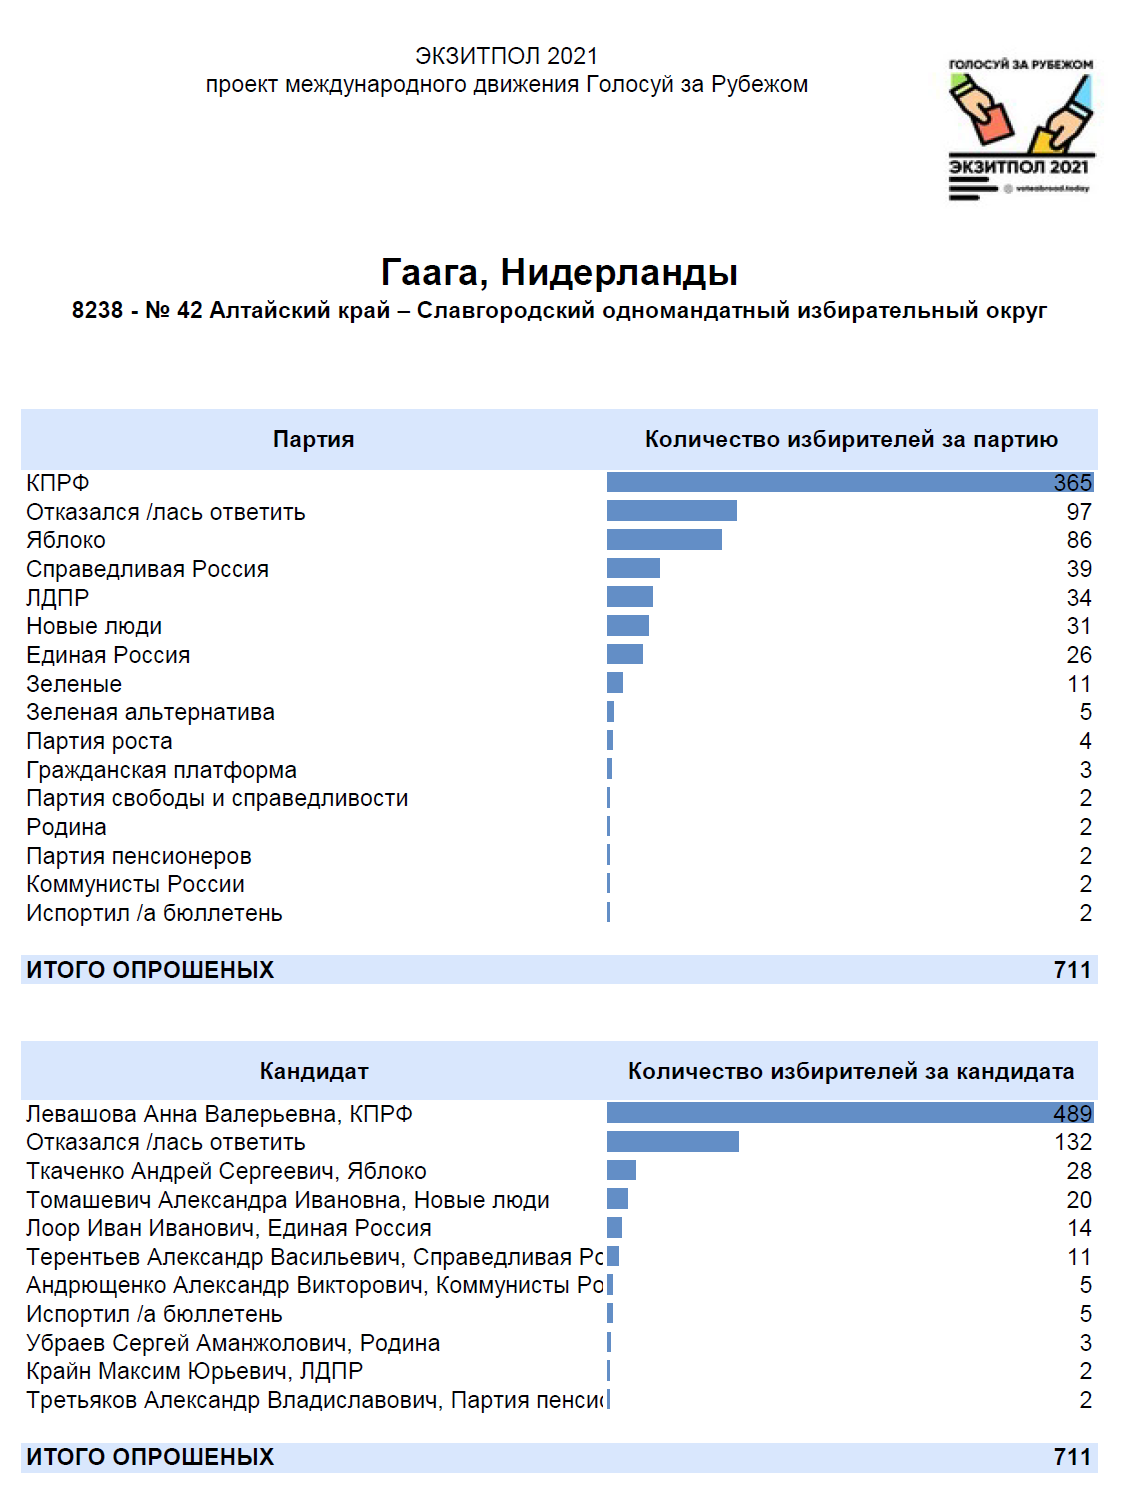 ЭКЗИТПОЛ 2021
проект международного движения Голосуй за Рубежом
ГОЛОСУЙ ЗА РУБЕЖОМ
ЭКЗИТПОЛ 2021
voteabroad.today
Гаага, Нидерланды
8238 - № 42 Алтайский край – Славгородский одномандатный избирательный округ
Партия Количество избирителей за партию
КПРФ 365
Отказался /лась ответить 97
Яблоко 86
Справедливая Россия 39
ЛДПР 34
Новые люди 31
Единая Россия 26
Зеленые 11
Зеленая альтернатива 5
Партия роста 4
Гражданская платформа 3
Партия свободы и справедливости 2
Родина 2
Партия пенсионеров 2
Коммунисты России 2
Испортил /а бюллетень 2
ИТОГО ОПРОШЕНЫХ 711
Кандидат Количество избирителей за кандидата
Левашова Анна Валерьевна, КПРФ 489
Отказался /лась ответить 132
Ткаченко Андрей Сергеевич, Яблоко 28
Томашевич Александра Ивановна, Новые люди 20
Лоор Иван Иванович, Единая Россия 14
Терентьев Александр Васильевич, Справедливая Ро 11
Андрющенко Александр Викторович, Коммунисты Ро 5
Испортил /а бюллетень 5
Убраев Сергей Аманжолович, Родина 3
Крайн Максим Юрьевич, ЛДПР 2
Третьяков Александр Владиславович, Партия пенсис 2
ИТОГО ОПРОШЕНЫХ 711